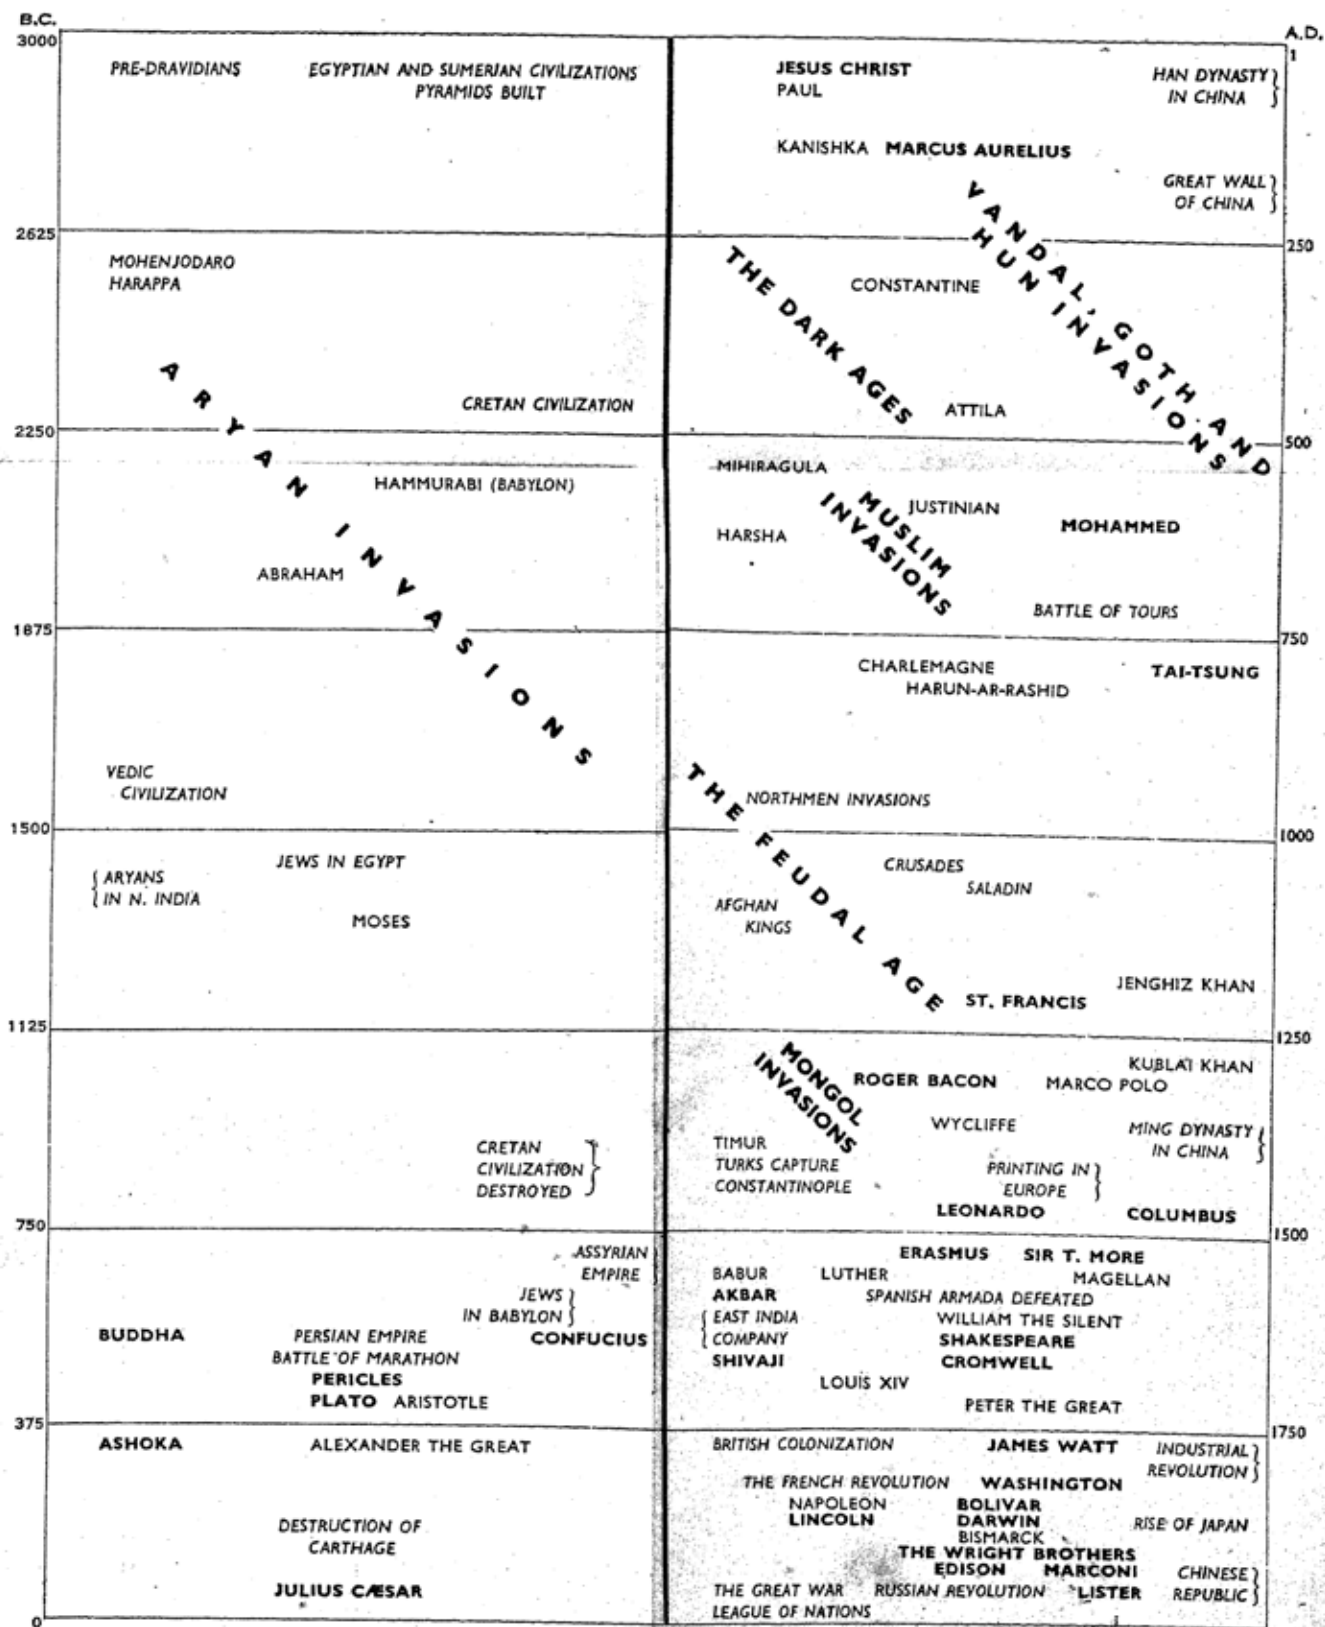 B.C.
3000
PRE-DRAVIDIANS EGYPTIAN AND SUMERIAN CIVILIZATIONS
PYRAMIDS BUILT
2625
MOHENJODARO
HARAPPA
CRETAN CIVILIZATION
2250
ARYAN INVASIONS
HAMMURABI (BABYLON)
ABRAHAM
1875
VEDIC
CIVILIZATION
1500
JEWS IN EGYPT
{ARYANS
IN N. INDIA
MOSES
1125
CRETAN
CIVILIZATION}
DESTROYED
750
ASSYRIAN
EMPIRE
JEWS
IN BABYLON}
BUDDHA PERSIAN EMPIRE CONFUCIUS
BATTLE OF MARATHON
PERICLES
PLATO ARISTOTLE
375
ASHOKA ALEXANDER THE GREAT
DESTRUCTION OF
CARTHAGE
JULIUS CÆSAR
0
A.D.
1
JESUS CHRIST HAN DYNASTY}
PAUL IN CHINA
KANISHKA MARCUS AURELIUS
GREAT WALL}
OF CHINA
VANDAL, GOTH AND
HUN INVASIONS
250
THE DARK AGES
CONSTANTINE
ATTILA
500
MIHIRAGULA
MUSLIM
INVASIONS
JUSTINIAN
MOHAMMED
HARSHA
BATTLE OF TOURS
750
CHARLEMAGNE TAI-TSUNG
HARUN-AR-RASHID
THE FEUDAL AGE
NORTHMEN INVASIONS
1000
CRUSADES
SALADIN
AFGHAN
KINGS
JENGHIZ KHAN
ST. FRANCIS
1250
MONGOL
INVASIONS
KUBLAI KHAN
ROGER BACON MARCO POLO
WYCLIFFE MING DYNASTY}
IN CHINA
TIMUR
TURKS CAPTURE PRINTING IN}
CONSTANTINOPLE EUROPE
LEONARDO COLUMBUS
1500
ERASMUS SIR T. MORE
BABUR LUTHER MAGELLAN
AKBAR SPANISH ARMADA DEFEATED
{EAST INDIA WILLIAM THE SILENT
COMPANY SHAKESPEARE
SHIVAJI CROMWELL
LOUIS XIV
PETER THE GREAT
1750
BRITISH COLONIZATION JAMES WATT INDUSTRIAL}
REVOLUTION
THE FRENCH REVOLUTION WASHINGTON
NAPOLEON BOLIVAR
LINCOLN DARWIN RISE OF JAPAN
BISMARCK
THE WRIGHT BROTHERS
EDISON MARCONI CHINESE}
THE GREAT WAR RUSSIAN REVOLUTION LISTER REPUBLIC
LEAGUE OF NATIONS